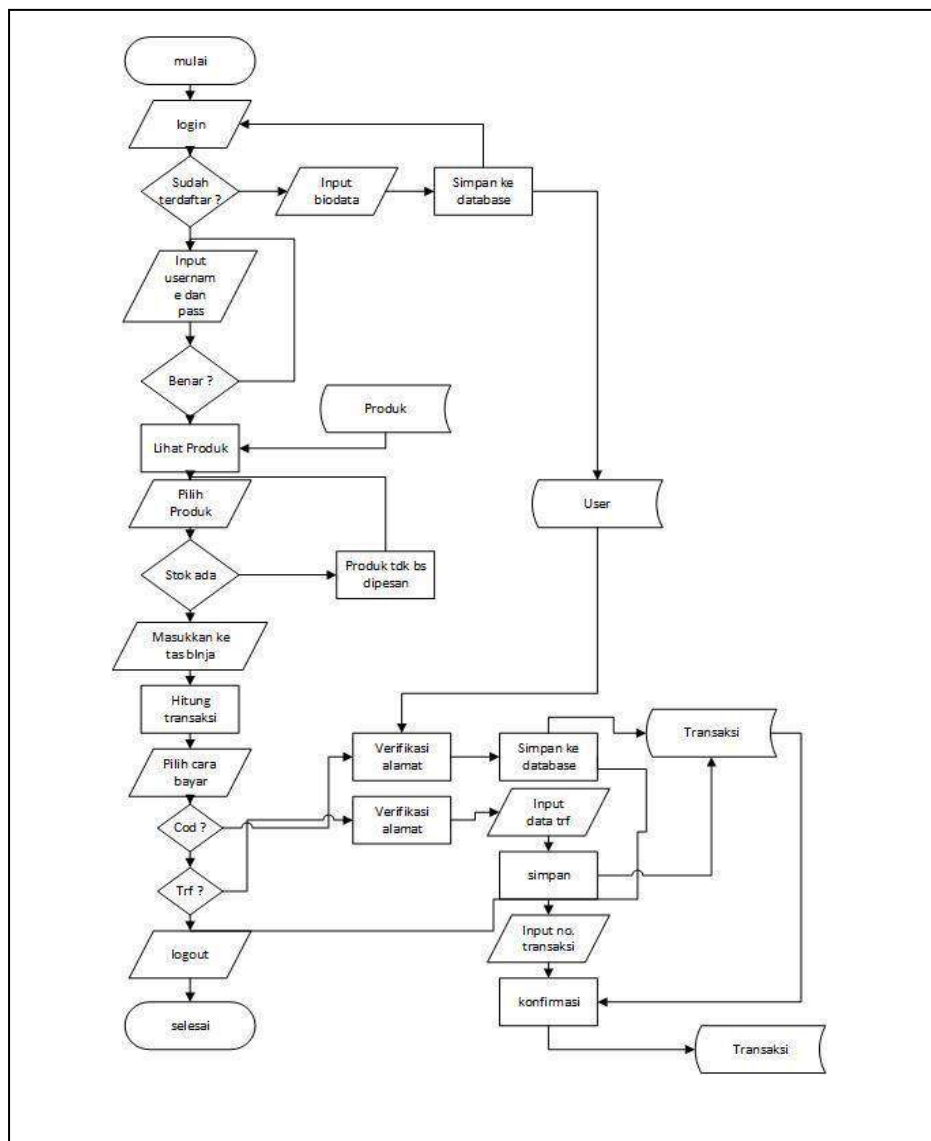 mulai
login
Sudah
terdaftar ?
Input
biodata
Simpan ke
database
Input
usernam
e dan
pass
Benar ?
Produk
Lihat Produk
Pilih
Produk
User
Stok ada
Produk tdk bs
dipesan
Masukkan ke
tas blnja
Hitung
transaksi
Verifikasi
alamat
Simpan ke
database
Transaksi
Pilih cara
bayar
Cod ?
Verifikasi
alamat
Input
data trf
Trf ?
simpan
logout
Input no.
transaksi
selesai
konfirmasi
Transaksi